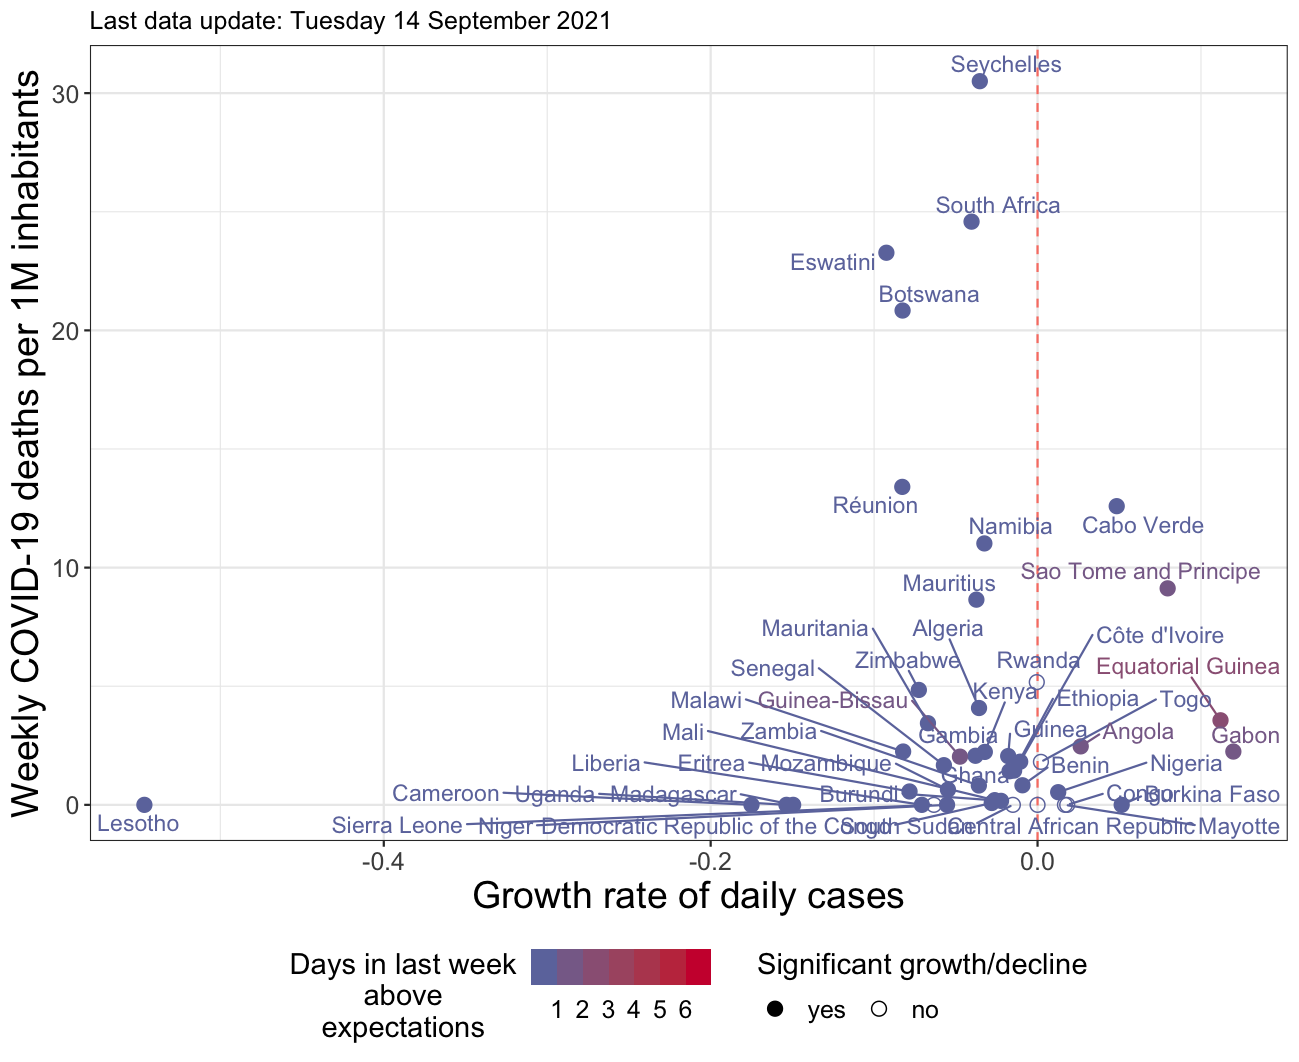 Last data update: Tuesday 14 September 2021
Weekly COVID-19 deaths per 1M inhabitants
30
20
10
0
Seychelles
South Africa
Eswatini
Botswana
Réunion
Namibia
Cabo Verde
Sao Tome and Principe
Mauritius
Mauritania
Algeria
Côte d'Ivoire
Senegal
Zimbabwe
Rwanda
Equatorial Guinea
Malawi
Guinea-Bissau
Kenya
Ethiopia
Togo
Mali
Zambia
Gambia
Guinea
Angola
Gabon
Liberia
Eritrea
Mozambique
Ghana
Benin
Nigeria
Cameroon
Uganda
Madagascar
Burundi
Congo
Burkina Faso
Lesotho
Sierra Leone
Niger
Democratic Republic of the Congo
South Sudan
Central African Republic
Mayotte
-0.4
-0.2
0.0
Growth rate of daily cases
Days in last week
above
expectations
1 2 3 4 5 6
Significant growth/decline
yes
no